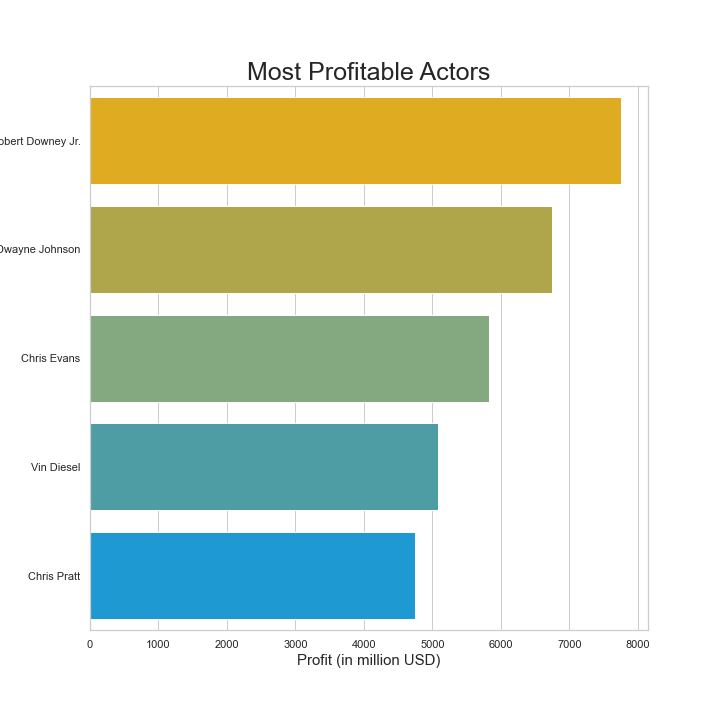 Most Profitable Actors
obert Downey Jr.
Dwayne Johnson
Chris Evans
Vin Diesel
Chris Pratt
0 1000 2000 3000 4000 5000 6000 7000 8000
Profit (in million USD)